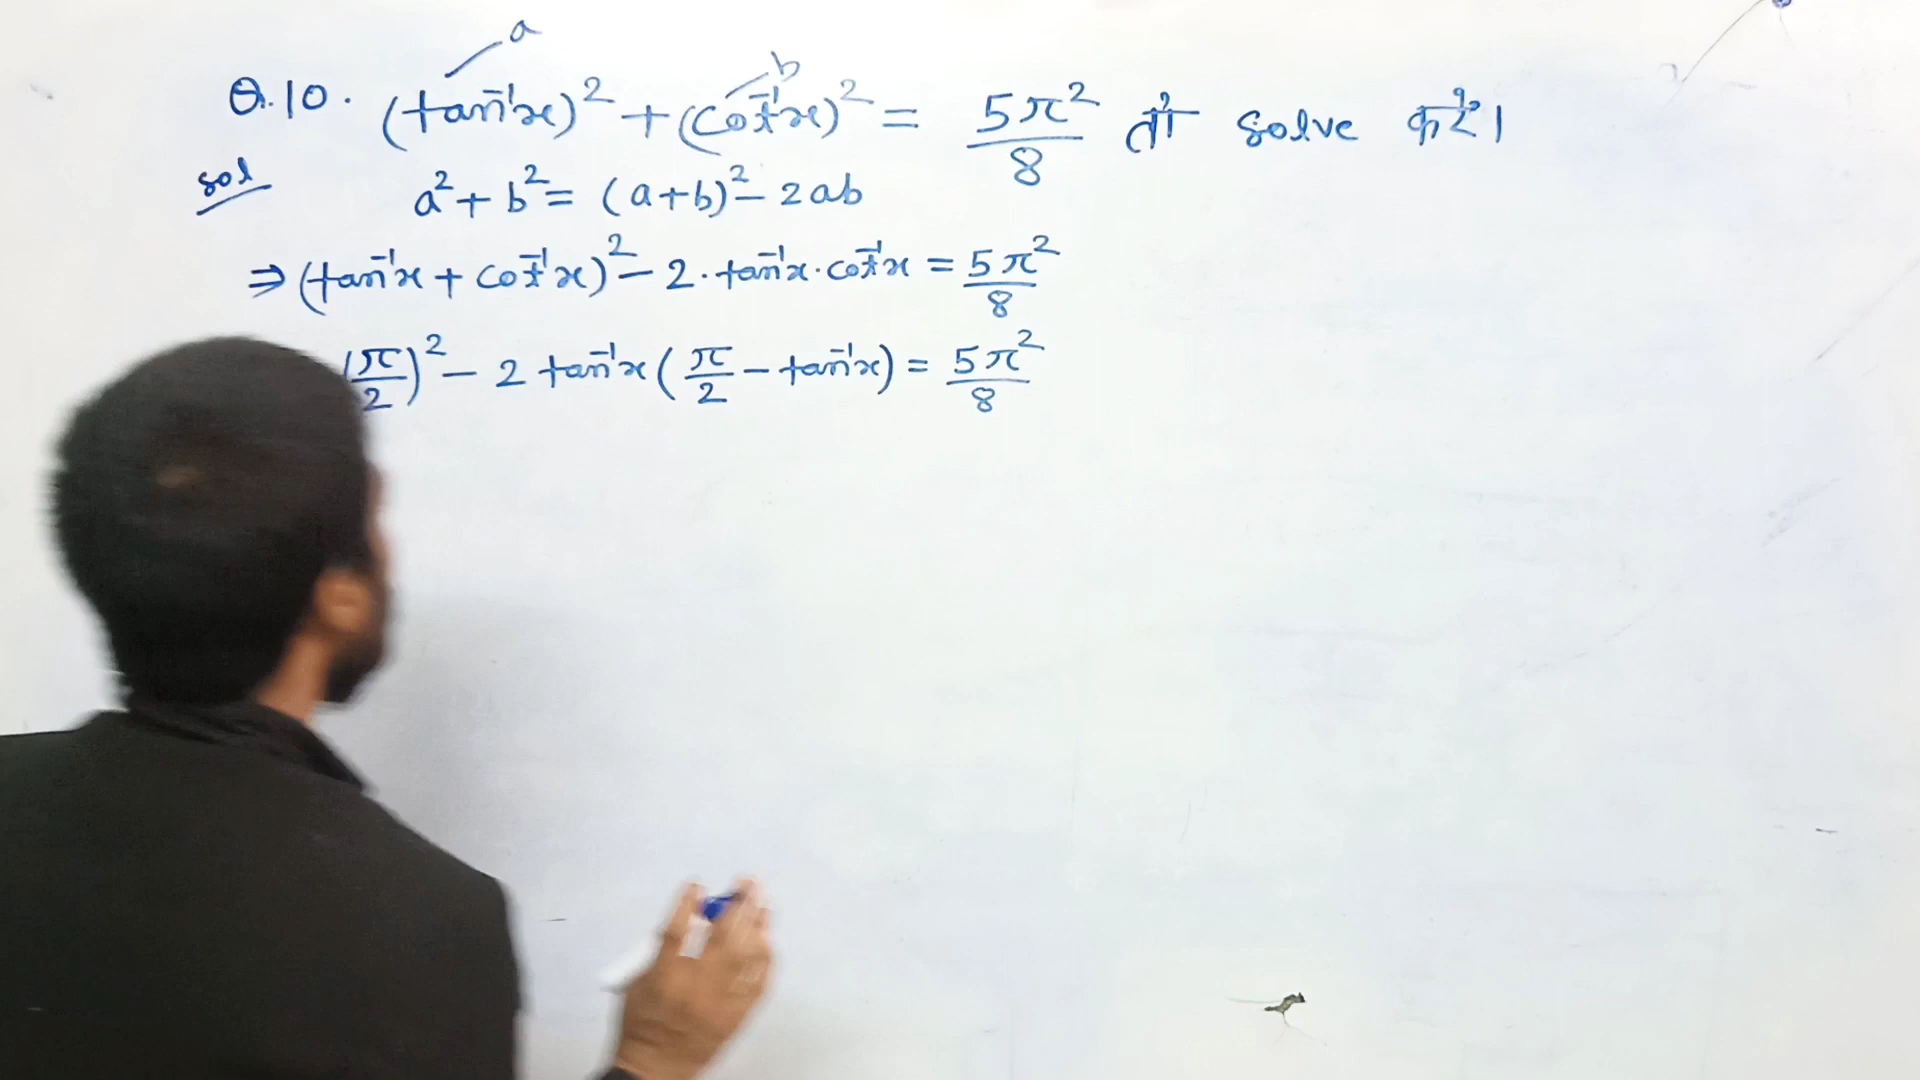 a
b
Q.10. (tan⁻¹x)² + (cot⁻¹x)² = 5π²/8 तो solve करें।
sol
a² + b² = (a+b)² - 2ab
⇒ (tan⁻¹x + cot⁻¹x)² - 2·tan⁻¹x·cot⁻¹x = 5π²/8
(π/2)² - 2 tan⁻¹x (π/2 - tan⁻¹x) = 5π²/8